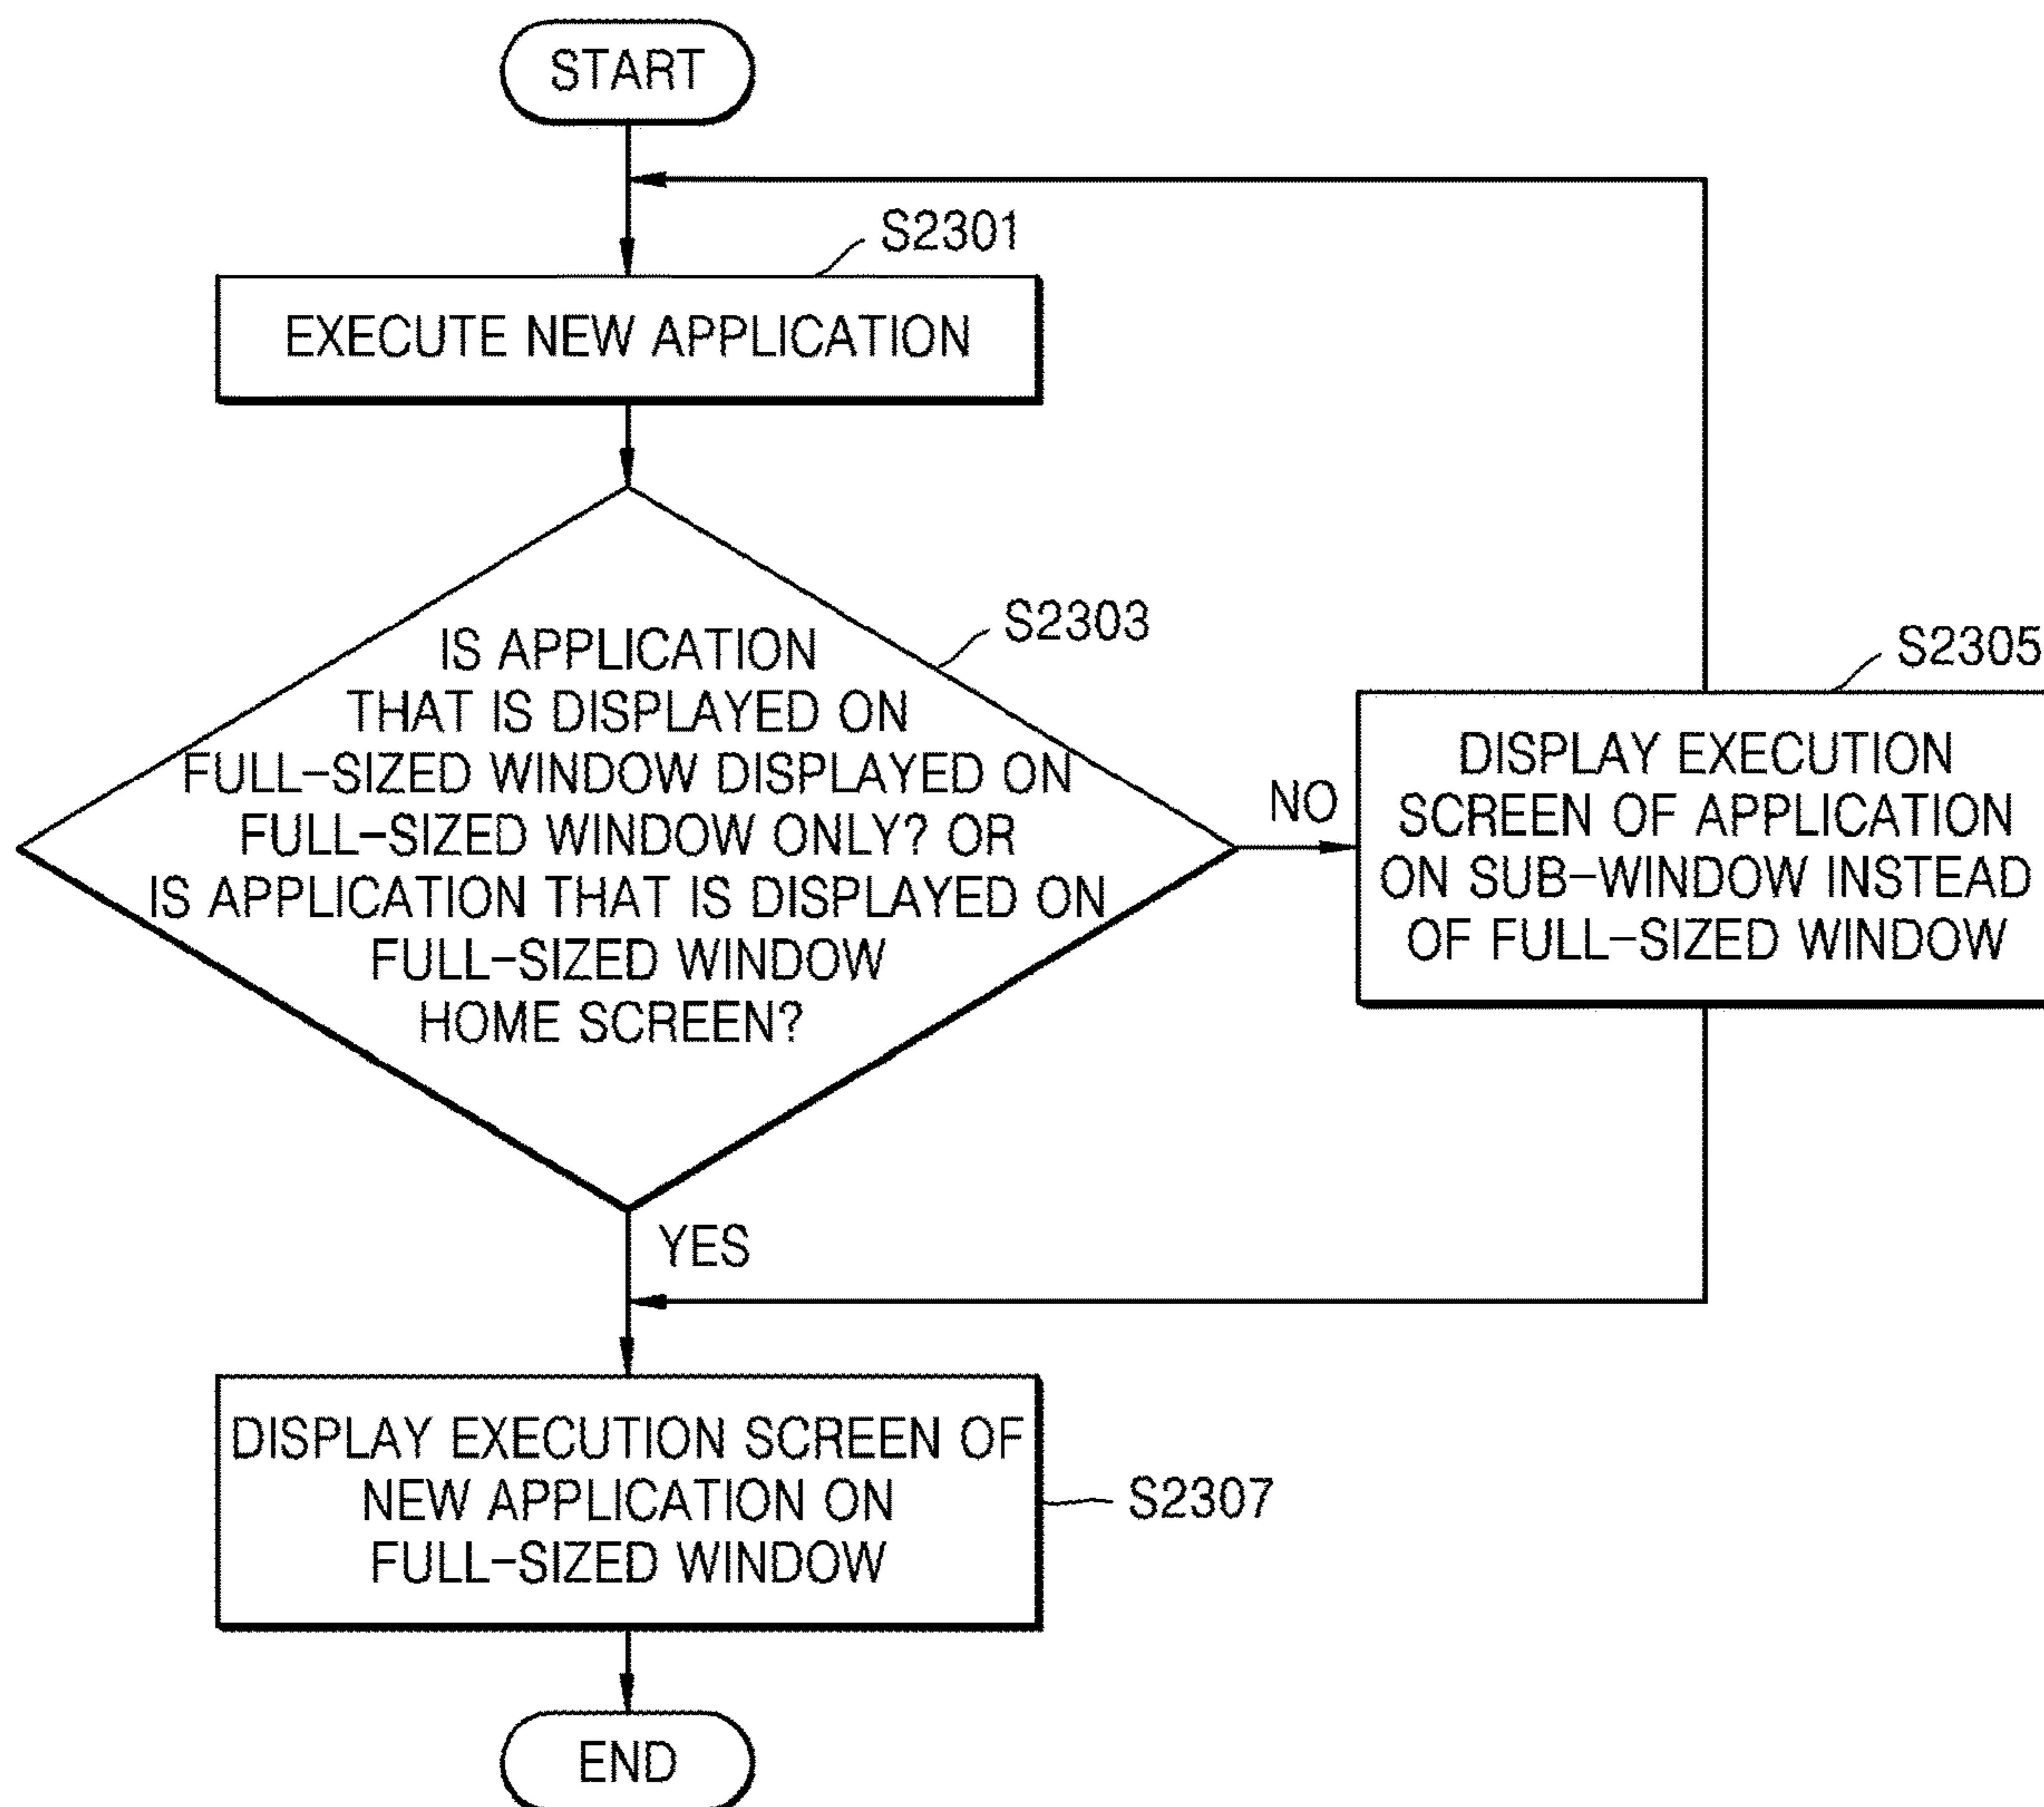 START
S2301
EXECUTE NEW APPLICATION
S2303
IS APPLICATION
THAT IS DISPLAYED ON
FULL-SIZED WINDOW DISPLAYED ON
FULL-SIZED WINDOW ONLY? OR
IS APPLICATION THAT IS DISPLAYED ON
FULL-SIZED WINDOW
HOME SCREEN?
NO
S2305
DISPLAY EXECUTION
SCREEN OF APPLICATION
ON SUB-WINDOW INSTEAD
OF FULL-SIZED WINDOW
YES
DISPLAY EXECUTION SCREEN OF
NEW APPLICATION ON
FULL-SIZED WINDOW
S2307
END